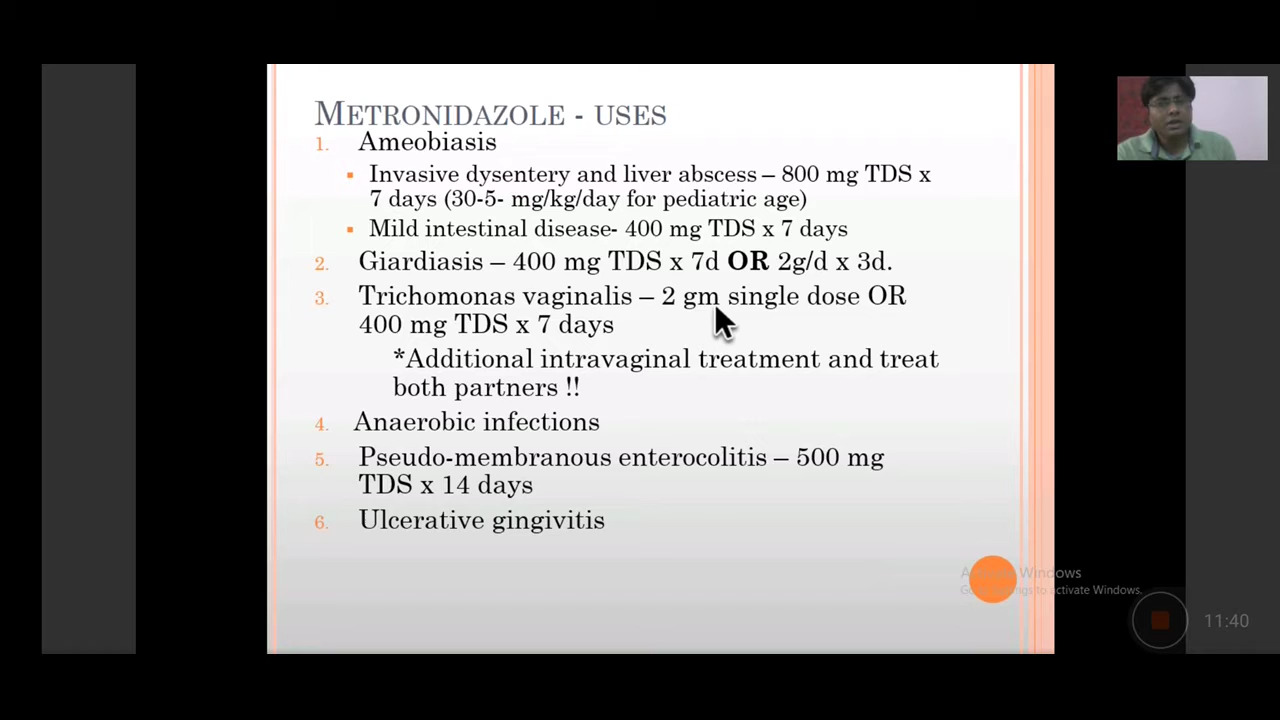 METRONIDAZOLE - USES
1. Ameobiasis
▪ Invasive dysentery and liver abscess – 800 mg TDS x
7 days (30-5- mg/kg/day for pediatric age)
▪ Mild intestinal disease- 400 mg TDS x 7 days
2. Giardiasis – 400 mg TDS x 7d OR 2g/d x 3d.
3. Trichomonas vaginalis – 2 gm single dose OR
400 mg TDS x 7 days
*Additional intravaginal treatment and treat
both partners !!
4. Anaerobic infections
5. Pseudo-membranous enterocolitis – 500 mg
TDS x 14 days
6. Ulcerative gingivitis
Windows
to Activate Windows.
11:40